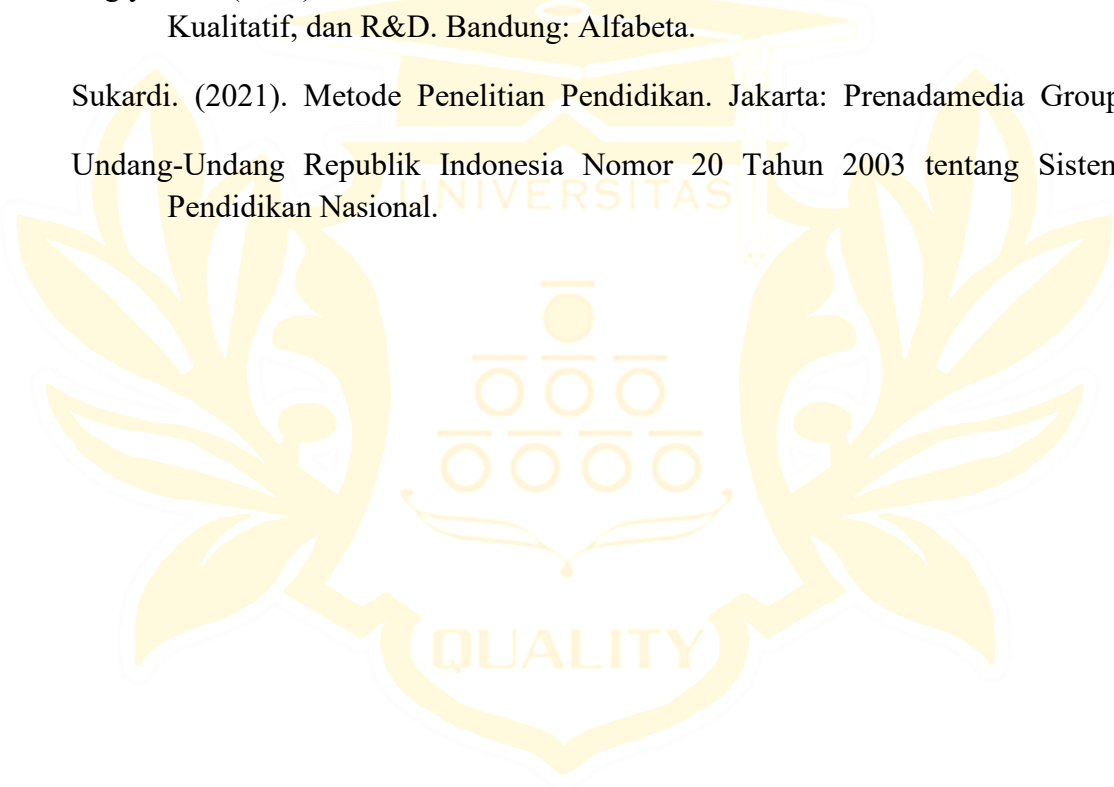 Kualitatif, dan R&D. Bandung: Alfabeta.
Sukardi. (2021). Metode Penelitian Pendidikan. Jakarta: Prenadamedia Group
Undang-Undang Republik Indonesia Nomor 20 Tahun 2003 tentang Sistem
Pendidikan Nasional.
UNIVERSITAS
QUALITY